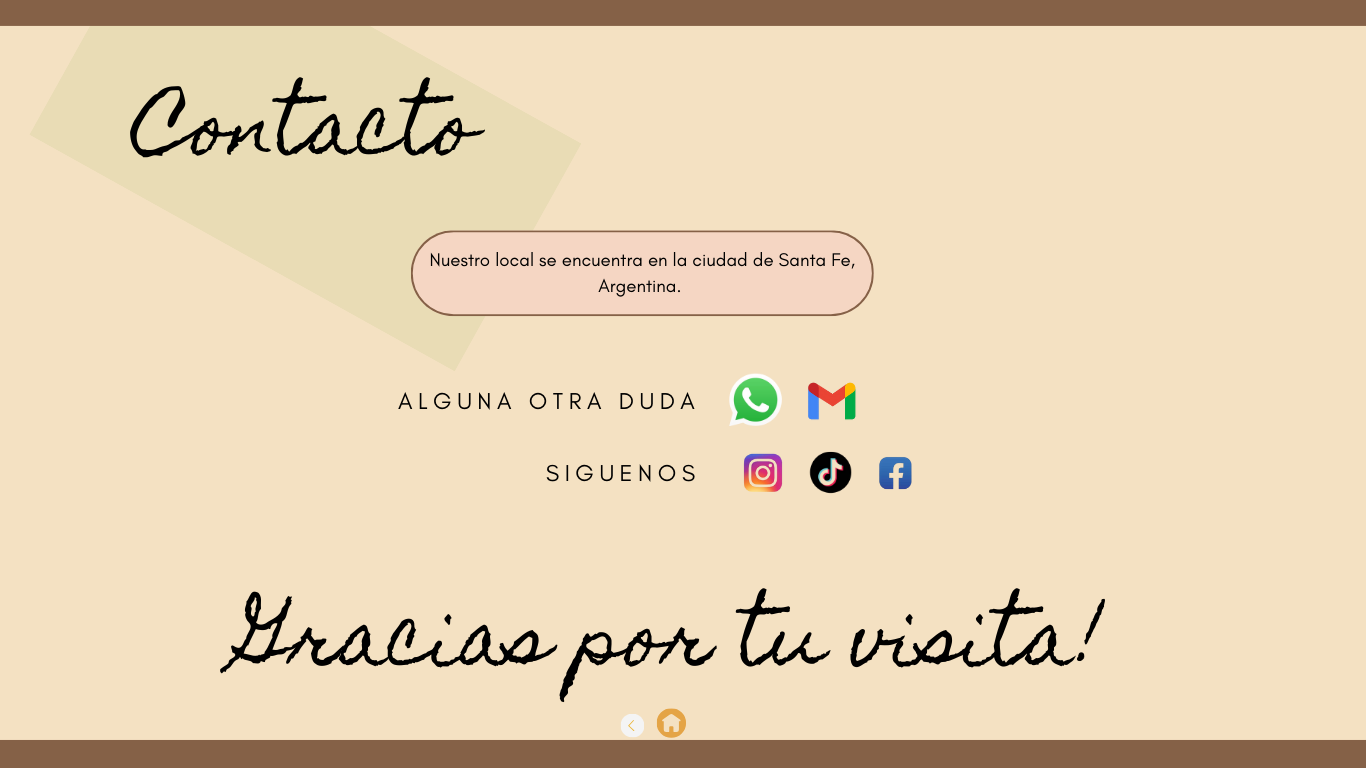 Contacto
Nuestro local se encuentra en la ciudad de Santa Fe,
Argentina.
ALGUNA OTRA DUDA
SIGUENOS
Gracias por tu visita!